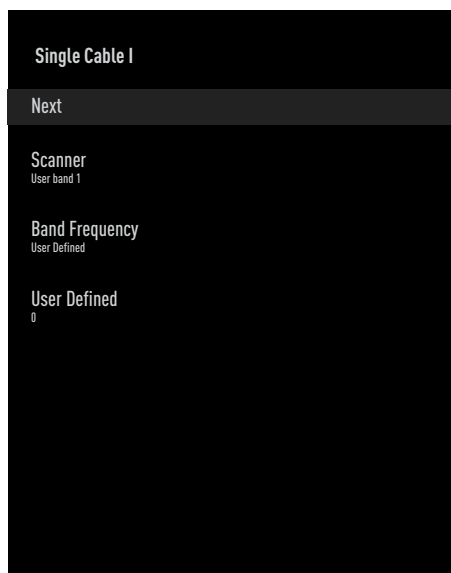 Single Cable I
Next
Scanner
User band 1
Band Frequency
User Defined
User Defined
0